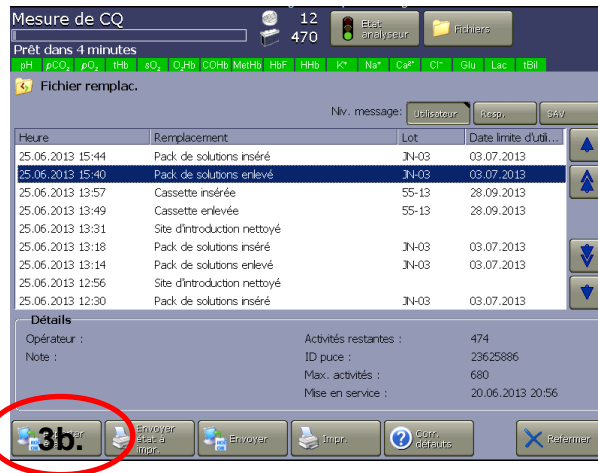 Mesure de CQ
12
470
Etat analyseur
Fichiers
Prêt dans 4 minutes
pH pCO₂ pO₂ tHb sO₂ O₂Hb COHb MetHb HbF HHb K⁺ Na⁺ Ca²⁺ Cl⁻ Glu Lac tBil
Fichier remplac.
Niv. message: Utilisateur Resp. SAV
Heure Remplacement Lot Date limite d'utili...
25.06.2013 15:44 Pack de solutions inséré JN-03 03.07.2013
25.06.2013 15:40 Pack de solutions enlevé JN-03 03.07.2013
25.06.2013 13:57 Cassette insérée 55-13 28.09.2013
25.06.2013 13:49 Cassette enlevée 55-13 28.09.2013
25.06.2013 13:31 Site d'introduction nettoyé
25.06.2013 13:18 Pack de solutions inséré JN-03 03.07.2013
25.06.2013 13:14 Pack de solutions enlevé JN-03 03.07.2013
25.06.2013 12:56 Site d'introduction nettoyé
25.06.2013 12:30 Pack de solutions inséré JN-03 03.07.2013
Détails
Opérateur : Activités restantes : 474
Note : ID puce : 23625886
Max. activités : 680
Mise en service : 20.06.2013 20:56
3b.
Envoyer état à impr.
Envoyer
Impr.
Corr. défauts
Refermer